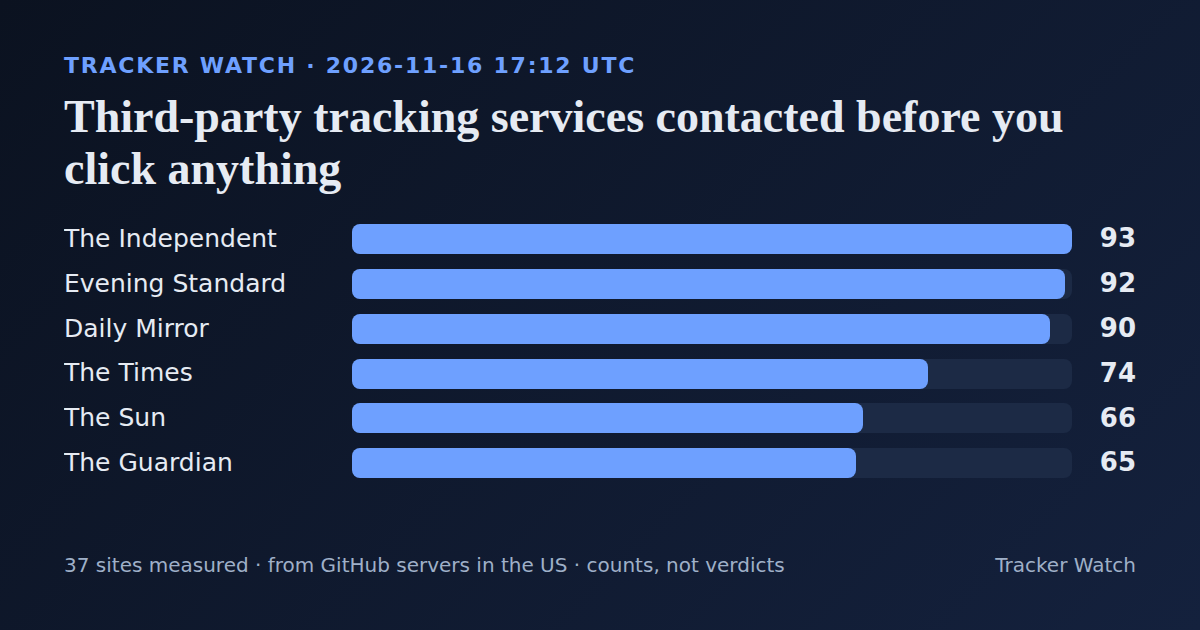 TRACKER WATCH · 2026-11-16 17:12 UTC
Third-party tracking services contacted before you
click anything
The Independent 93
Evening Standard 92
Daily Mirror 90
The Times 74
The Sun 66
The Guardian 65
37 sites measured · from GitHub servers in the US · counts, not verdicts Tracker Watch